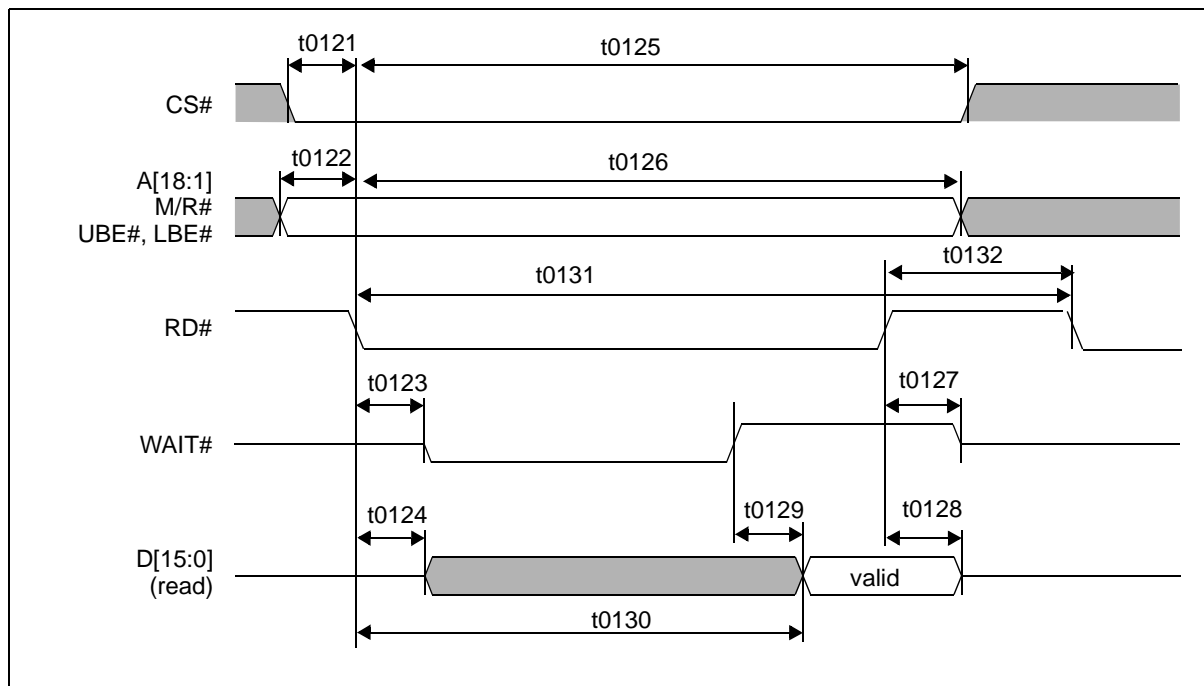 t0121
t0125
CS#
t0122
t0126
A[18:1]
M/R#
UBE#, LBE#
t0132
t0131
RD#
t0123
t0127
WAIT#
t0124
t0129
t0128
D[15:0]
(read)
valid
t0130